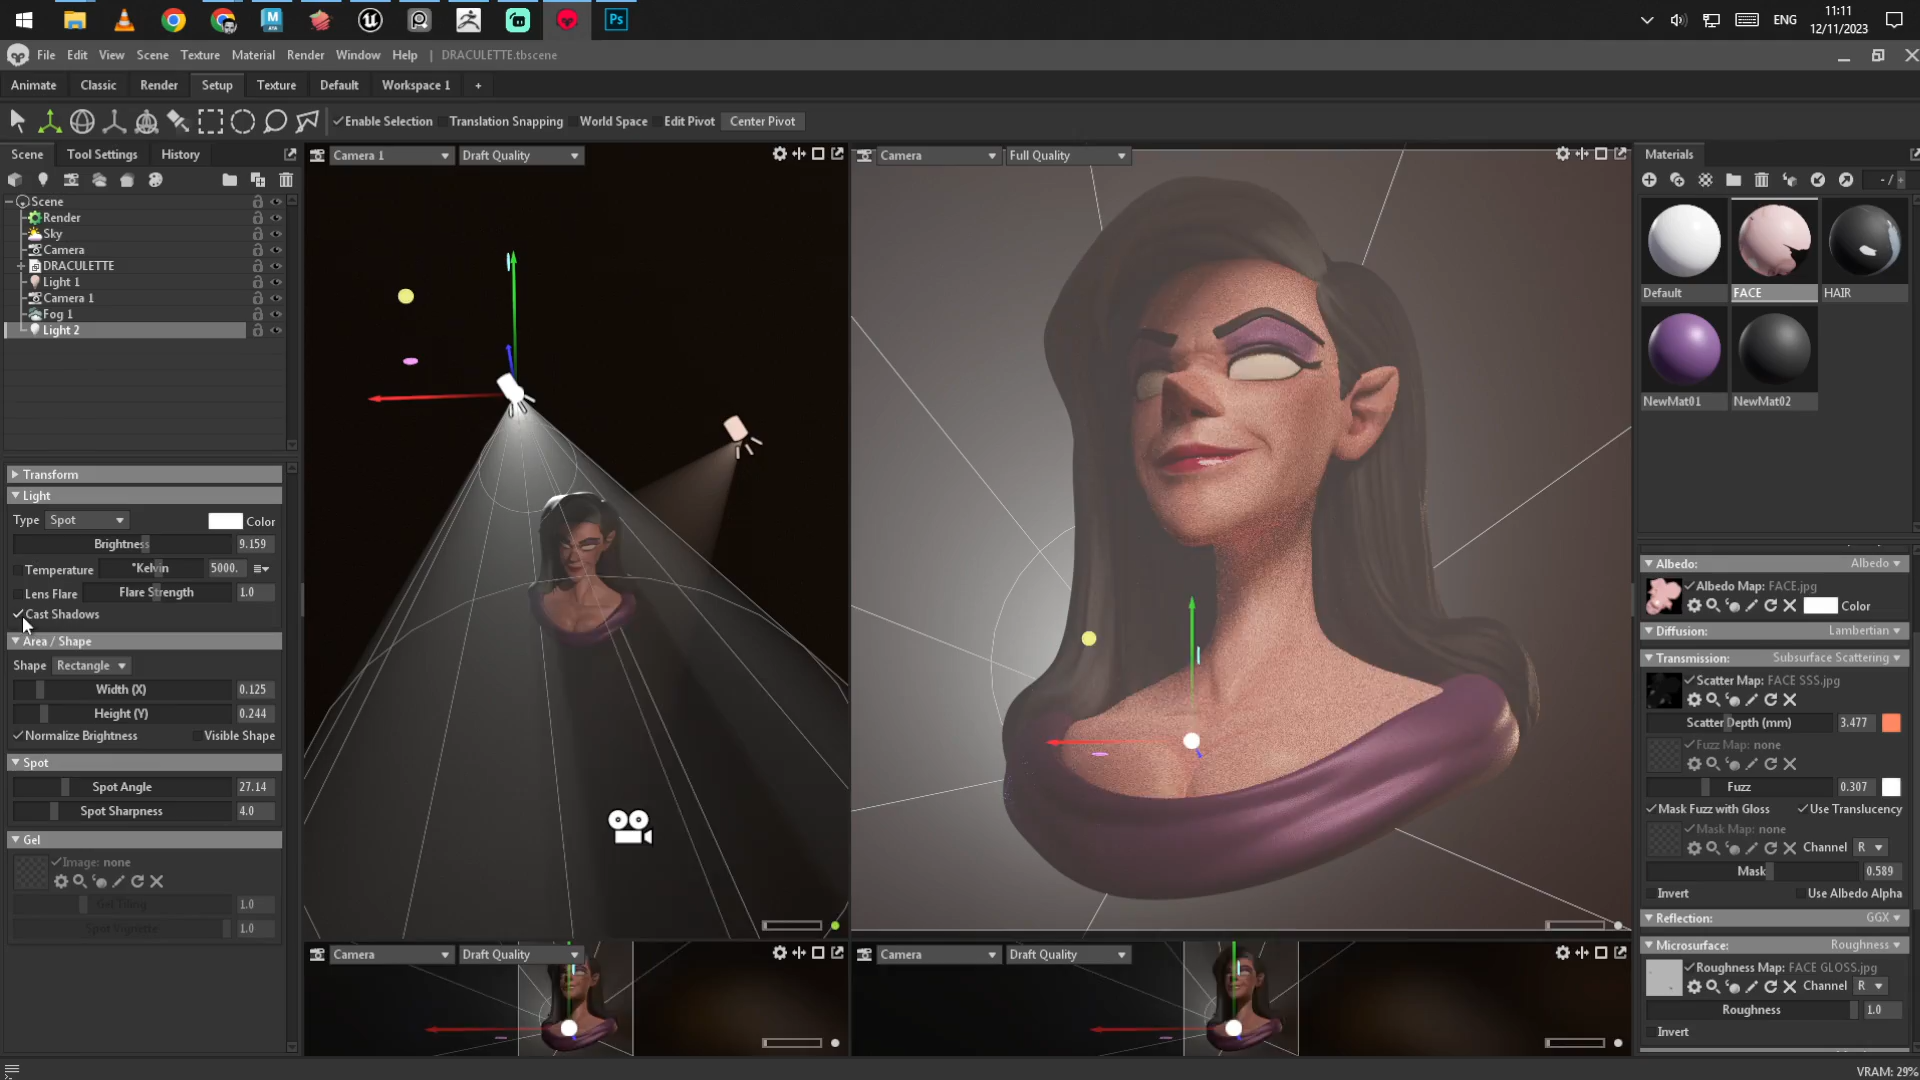 Ps
ENG
11:11
12/11/2023
File Edit View Scene Texture Material Render Window Help | DRACULETTE.tbscene
Animate Classic Render Setup Texture Default Workspace 1 +
Enable Selection Translation Snapping World Space Edit Pivot Center Pivot
Scene Tool Settings History
Scene
Render
Sky
Camera
DRACULETTE
Light 1
Camera 1
Fog 1
Light 2
Transform
Light
Type Spot Color
Brightness 9.159
Temperature °Kelvin 5000.
Lens Flare Flare Strength 1.0
Cast Shadows
Area / Shape
Shape Rectangle
Width (X) 0.125
Height (Y) 0.244
Normalize Brightness Visible Shape
Spot
Spot Angle 27.14
Spot Sharpness 4.0
Gel
Image: none
Gel Tiling 1.0
Spot Vignette 1.0
Camera 1 Draft Quality
Camera Full Quality
Camera Draft Quality
Camera Draft Quality
Materials
- /
Default FACE HAIR
NewMat01 NewMat02
Albedo: Albedo
Albedo Map: FACE.jpg
Color
Diffusion: Lambertian
Transmission: Subsurface Scattering
Scatter Map: FACE SSS.jpg
Scatter Depth (mm) 3.477
Fuzz Map: none
Fuzz 0.307
Mask Fuzz with Gloss Use Translucency
Mask Map: none
Channel R
Mask 0.589
Invert Use Albedo Alpha
Reflection: GGX
Microsurface: Roughness
Roughness Map: FACE GLOSS.jpg
Channel R
Roughness 1.0
Invert
VRAM: 29%